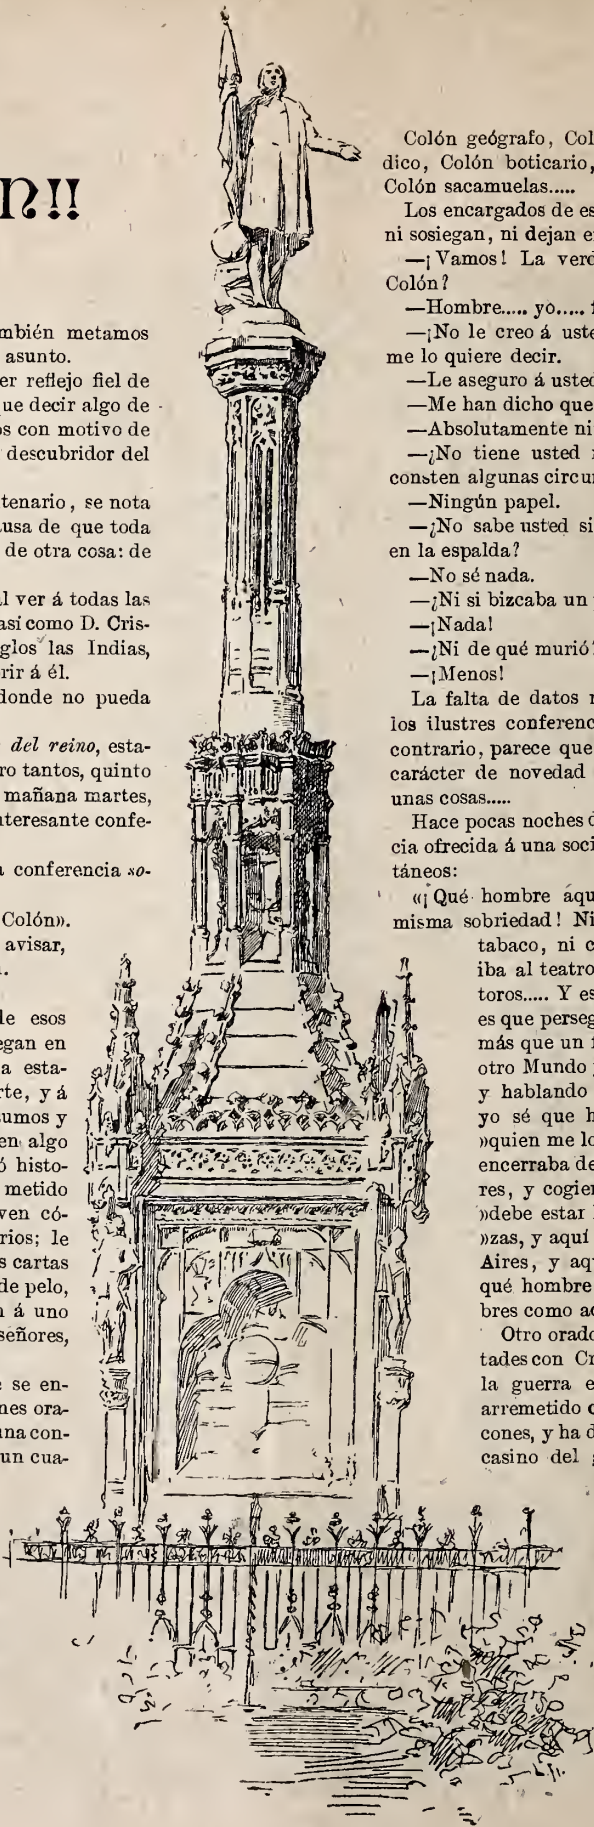 N!!
mbién metamos
asunto.
er reflejo fiel de
ue decir algo de
s con motivo de
descubridor del
tenario, se nota
ausa de que toda
de otra cosa: de
al ver á todas las
así como D. Cris-
glos las Indias,
rir á él.
donde no pueda
del reino, esta-
ro tantos, quinto
mañana martes,
nteresante confe-
a conferencia so-
Colón».
avisar,
le esos
egan en
a esta-
rte, y á
sumos y
en algo
ó histo-
metido
ven có-
rios; le
s cartas
de pelo,
á uno
señores,
e se en-
nes ora-
una con-
un cua-
Colón geógrafo, Col
dico, Colón boticario,
Colón sacamuelas.....
Los encargados de es
ni sosiegan, ni dejan e
—¡Vamos! La verd
Colón?
—Hombre..... yo.....
—¡No le creo á uste
me lo quiere decir.
—Le aseguro á usted
—Me han dicho que
—Absolutamente ni
—¿No tiene usted
consten algunas circu
—Ningún papel.
—¿No sabe usted si
en la espalda?
—No sé nada.
—¿Ni si bizcaba un
—¡Nada!
—¿Ni de qué murió?
—¡Menos!
La falta de datos
los ilustres conferenc
contrario, parece que
carácter de novedad
unas cosas.....
Hace pocas noches
cia ofrecida á una soci
táneos:
«¡Qué hombre aqu
misma sobriedad! Ni
tabaco, ni c
iba al teatro
toros..... Y es
es que perseg
más que un
otro Mundo
y hablando
yo sé que h
»quien me lo
encerraba de
res, y cogien
»debe estar
»zas, y aquí
Aires, y aq
qué hombre
bres como ac
Otro orado
tades con Cr
la guerra e
arremetido
cones, y ha d
casino del